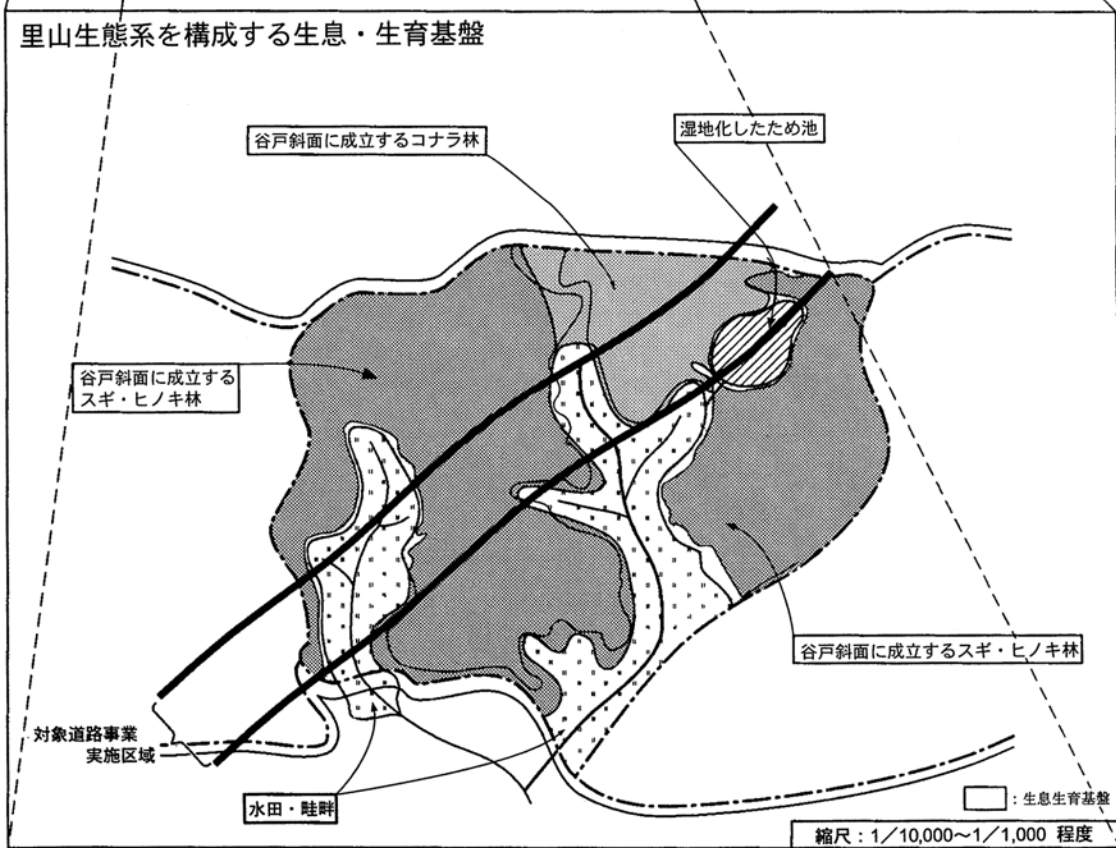 里山生態系を構成する生息・生育基盤
谷戸斜面に成立するコナラ林
湿地化したため池
谷戸斜面に成立する
スギ・ヒノキ林
谷戸斜面に成立するスギ・ヒノキ林
対象道路事業
実施区域
水田・畦畔
：生息生育基盤
縮尺：1／10,000～1／1,000 程度